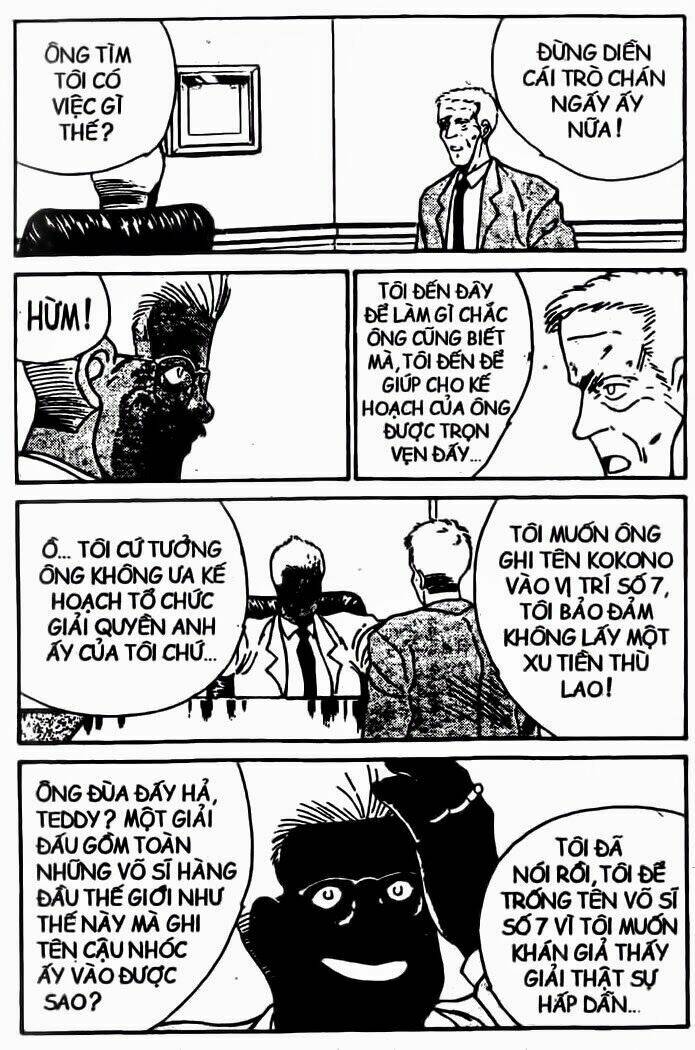 ÔNG TÌM
TÔI CÓ
VIỆC GÌ
THẾ?
ĐỪNG DIỄN
CÁI TRÒ CHÁN
NGẤY ẤY
NỮA!
HỪM!
TÔI ĐẾN ĐÂY
ĐỂ LÀM GÌ CHẮC
ÔNG CŨNG BIẾT
MÀ, TÔI ĐẾN ĐỂ
GIÚP CHO KẾ
HOẠCH CỦA ÔNG
ĐƯỢC TRỌN
VẸN ĐẤY...
Ồ... TÔI CỨ TƯỞNG
ÔNG KHÔNG ƯA KẾ
HOẠCH TỔ CHỨC
GIẢI QUYỀN ANH
ẤY CỦA TÔI CHỨ...
TÔI MUỐN ÔNG
GHI TÊN KOKONO
VÀO VỊ TRÍ SỐ 7,
TÔI BẢO ĐẢM
KHÔNG LẤY MỘT
XU TIỀN THÙ
LAO!
ÔNG ĐÙA ĐẤY HẢ,
TEDDY? MỘT GIẢI
ĐẤU GỒM TOÀN
NHỮNG VÕ SĨ HÀNG
ĐẦU THẾ GIỚI NHƯ
THẾ NÀY MÀ GHI
TÊN CẬU NHÓC
ẤY VÀO ĐƯỢC
SAO?
TÔI ĐÃ
NÓI RỒI, TÔI ĐỂ
TRỐNG TÊN VÕ SĨ
SỐ 7 VÌ TÔI MUỐN
KHÁN GIẢ THẤY
GIẢI THẬT SỰ
HẤP DẪN...